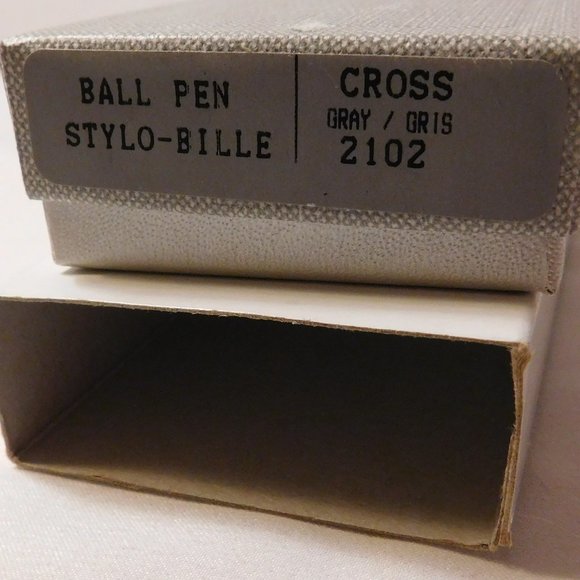 BALL PEN
STYLO-BILLE
CROSS
GRAY / GRIS
2102